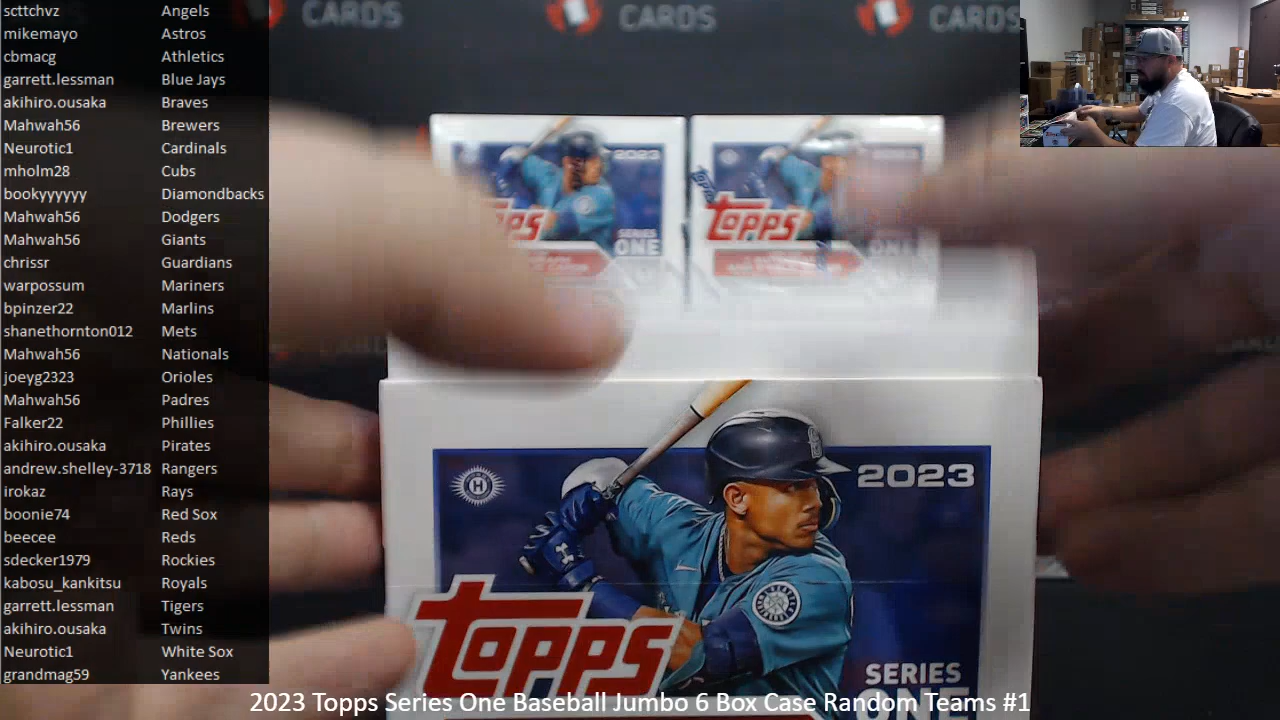 scttchvz Angels
mikemayo Astros
cbmacg Athletics
garrett.lessman Blue Jays
akihiro.ousaka Braves
Mahwah56 Brewers
Neurotic1 Cardinals
mholm28 Cubs
bookyyyyyy Diamondbacks
Mahwah56 Dodgers
Mahwah56 Giants
chrissr Guardians
warpossum Mariners
bpinzer22 Marlins
shanethornton012 Mets
Mahwah56 Nationals
joeyg2323 Orioles
Mahwah56 Padres
Falker22 Phillies
akihiro.ousaka Pirates
andrew.shelley-3718 Rangers
irokaz Rays
boonie74 Red Sox
beecee Reds
sdecker1979 Rockies
kabosu_kankitsu Royals
garrett.lessman Tigers
akihiro.ousaka Twins
Neurotic1 White Sox
grandmag59 Yankees
CARDS CARDS CARDS
2023
SERIES
ONE
topps
H
2023
topps
SERIES
ONE
2023 Topps Series One Baseball Jumbo 6 Box Case Random Teams #1